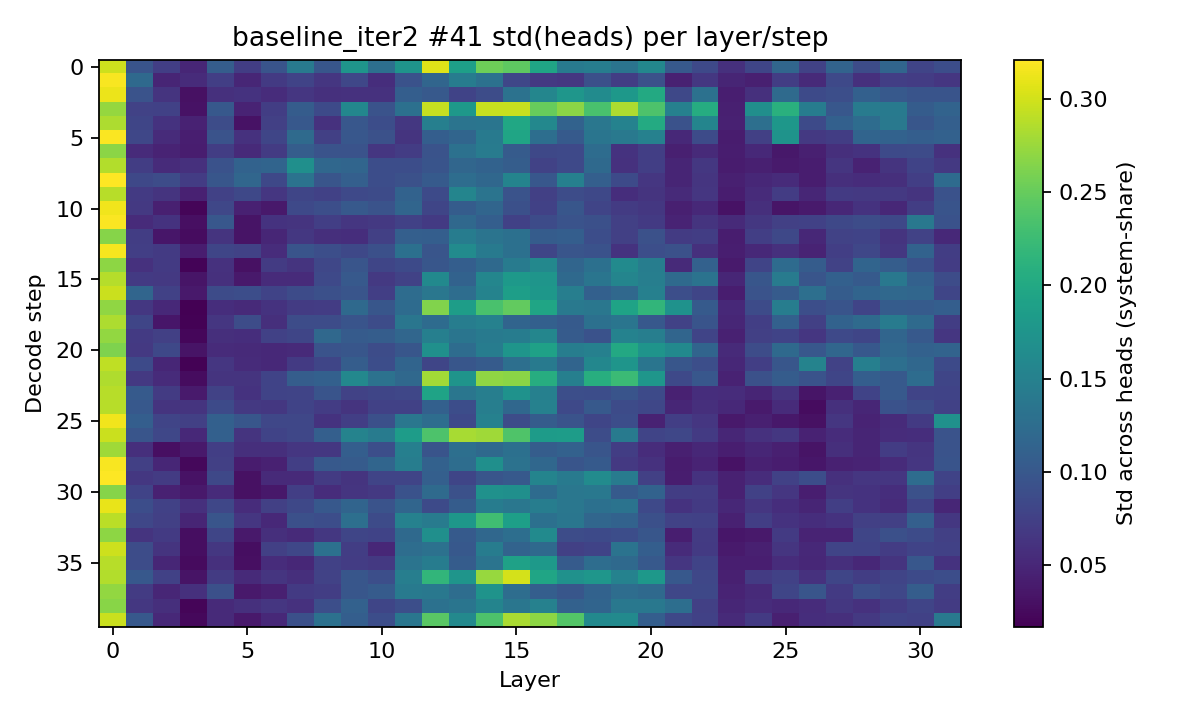 baseline_iter2 #41 std(heads) per layer/step
0
5
10
15
20
25
30
35
Decode step
0 5 10 15 20 25 30
Layer
0.30
0.25
0.20
0.15
0.10
0.05
Std across heads (system-share)